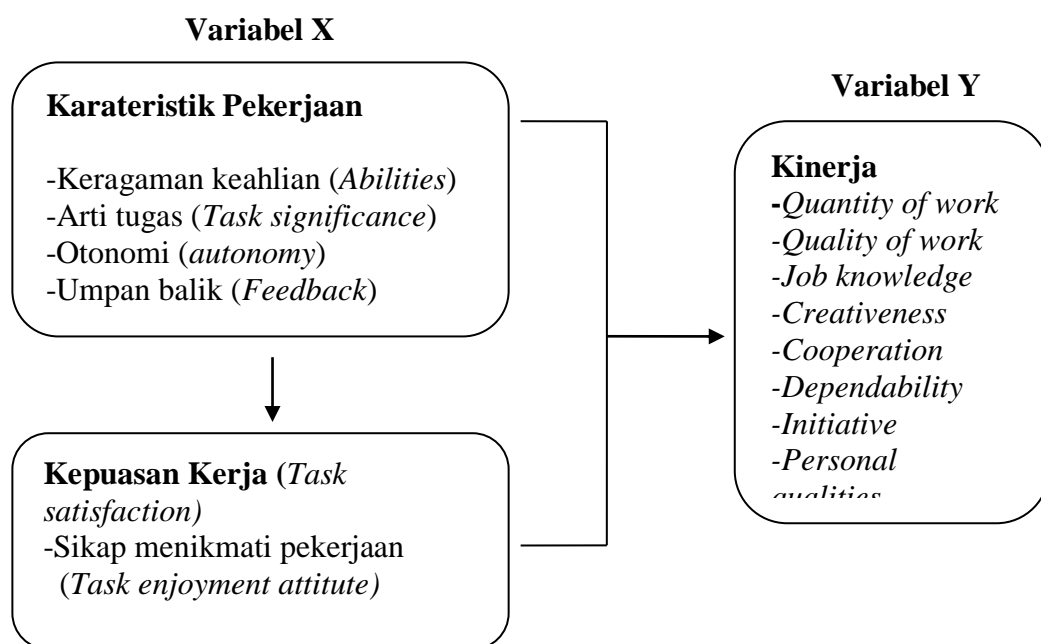 Variabel X
Karateristik Pekerjaan
-Keragaman keahlian (Abilities)
-Arti tugas (Task significance)
-Otonomi (autonomy)
-Umpan balik (Feedback)
Kepuasan Kerja (Task
satisfaction)
-Sikap menikmati pekerjaan
(Task enjoyment attitute)
Variabel Y
Kinerja
-Quantity of work
-Quality of work
-Job knowledge
-Creativeness
-Cooperation
-Dependability
-Initiative
-Personal
qualities